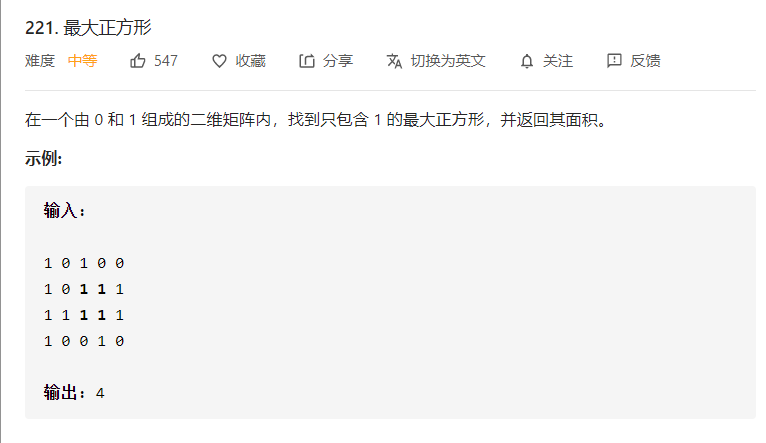 221. 最大正方形
难度 中等 547 收藏 分享 切换为英文 关注 反馈
在一个由 0 和 1 组成的二维矩阵内，找到只包含 1 的最大正方形，并返回其面积。
示例:
输入:
1 0 1 0 0
1 0 1 1 1
1 1 1 1 1
1 0 0 1 0
输出: 4